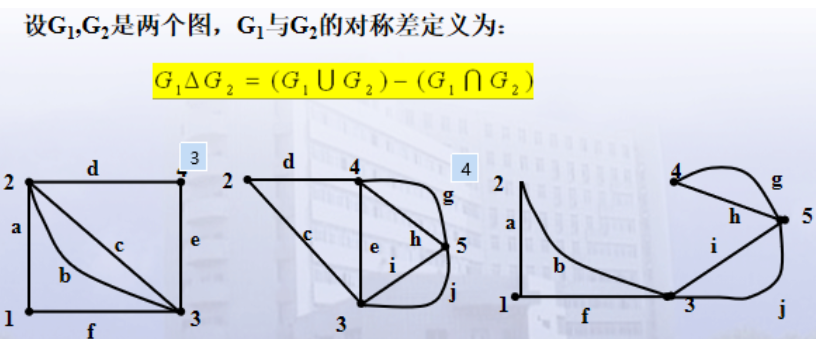 设G₁,G₂是两个图，G₁与G₂的对称差定义为:
G₁ΔG₂ = (G₁ ⋃ G₂) − (G₁ ⋂ G₂)
3
2 d 4
a c e
b
1 f 3
4
2 d 4
g
c e h 5
i
j
3
2 4
g
a h 5
b i
1 f 3 j